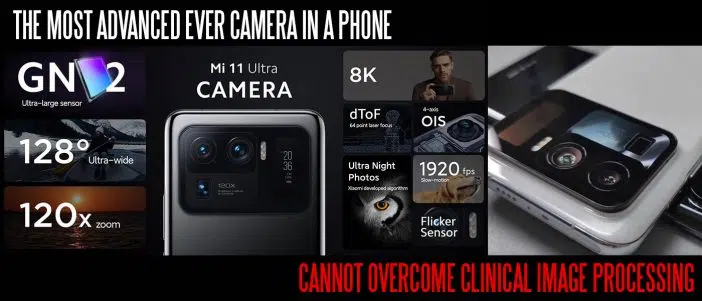 THE MOST ADVANCED EVER CAMERA IN A PHONE
GN2
Ultra-large sensor
128° Ultra-wide
120x zoom
Mi 11 Ultra
CAMERA
20
36
120X
8K
dToF
64 point laser focus
4-axis
OIS
Ultra Night
Photos
Xiaomi developed algorithm
1920 fps
Slow-motion
Flicker
Sensor
CANNOT OVERCOME CLINICAL IMAGE PROCESSING